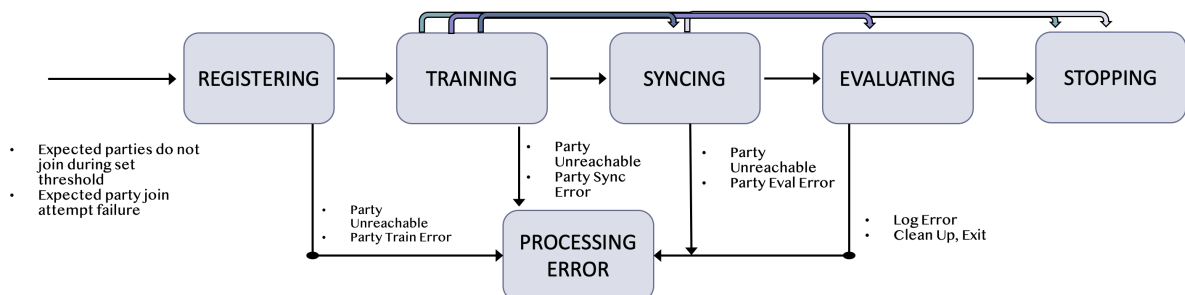 REGISTERING
TRAINING
SYNCING
EVALUATING
STOPPING
• Expected parties do not
join during set
threshold
• Expected party join
attempt failure
• Party
Unreachable
• Party Train Error
• Party
Unreachable
• Party Sync
Error
• Party
Unreachable
• Party Eval Error
• Log Error
• Clean Up, Exit
PROCESSING
ERROR